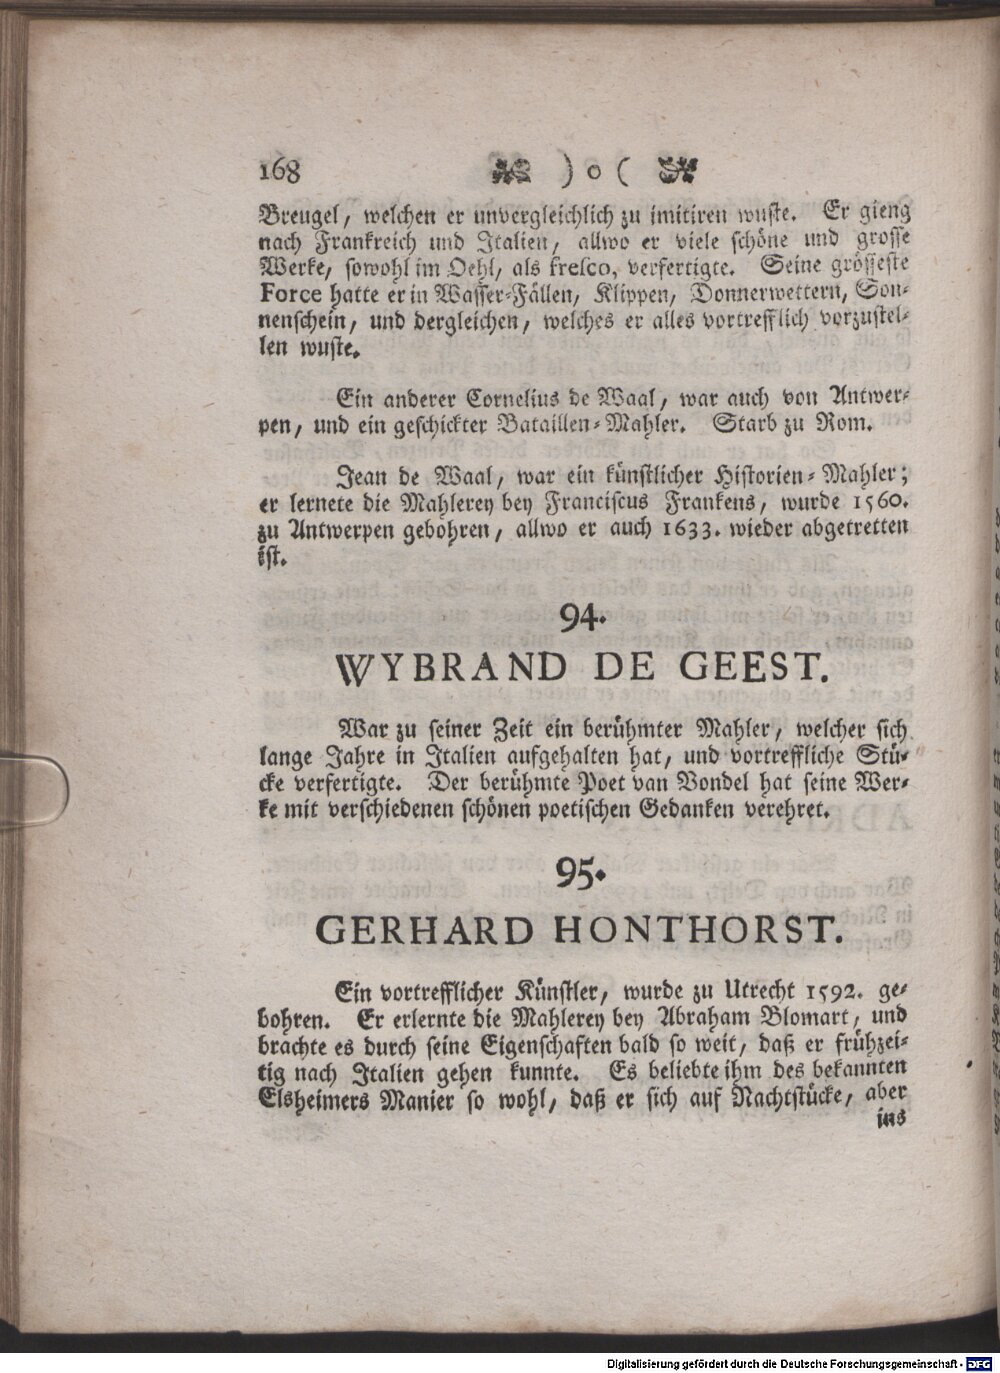 168 ) o (
Breugel, welchen er unvergleichlich zu imitiren wuste. Er gieng
nach Frankreich und Italien, allwo er viele schöne und grosse
Werke, sowohl im Oehl, als fresco, verfertigte. Seine grösseste
Force hatte er in Wasser-Fällen, Klippen, Donnerwettern, Son-
nenschein, und dergleichen, welches er alles vortrefflich vorzustel-
len wuste.
Ein anderer Cornelius de Waal, war auch von Antwer-
pen, und ein geschickter Bataillen-Mahler. Starb zu Rom.
Jean de Waal, war ein künstlicher Historien-Mahler;
er lernete die Mahlerey bey Franciscus Frankens, wurde 1560.
zu Antwerpen gebohren, allwo er auch 1633. wieder abgetretten
ist.
94.
WYBRAND DE GEEST.
War zu seiner Zeit ein berühmter Mahler, welcher sich
lange Jahre in Italien aufgehalten hat, und vortreffliche Stü-
cke verfertigte. Der berühmte Poet van Vondel hat seine Wer-
ke mit verschiedenen schönen poetischen Gedanken verehret.
95.
GERHARD HONTHORST.
Ein vortrefflicher Künstler, wurde zu Utrecht 1592. ge-
bohren. Er erlernte die Mahlerey bey Abraham Blomart, und
brachte es durch seine Eigenschaften bald so weit, daß er frühzei-
tig nach Italien gehen kunnte. Es beliebte ihm des bekannten
Elsheimers Manier so wohl, daß er sich auf Nachtstücke, aber
ins
Digitalisierung gefördert durch die Deutsche Forschungsgemeinschaft - DFG